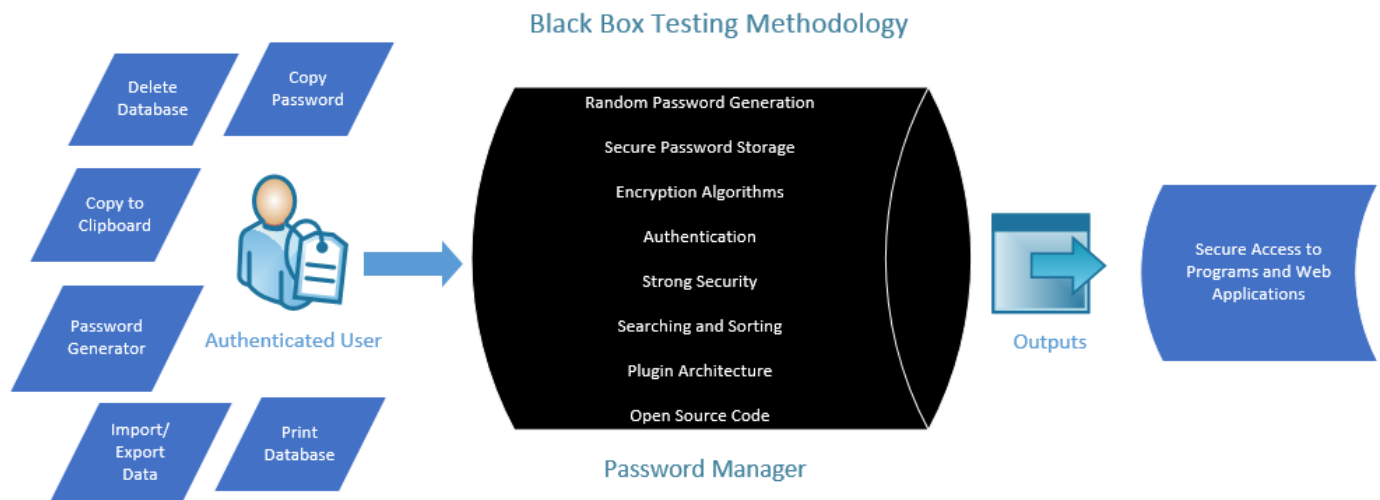 Black Box Testing Methodology
Delete
Database
Copy
Password
Copy to
Clipboard
Password
Generator
Import/
Export
Data
Print
Database
Authenticated User
Random Password Generation
Secure Password Storage
Encryption Algorithms
Authentication
Strong Security
Searching and Sorting
Plugin Architecture
Open Source Code
Password Manager
Outputs
Secure Access to
Programs and Web
Applications